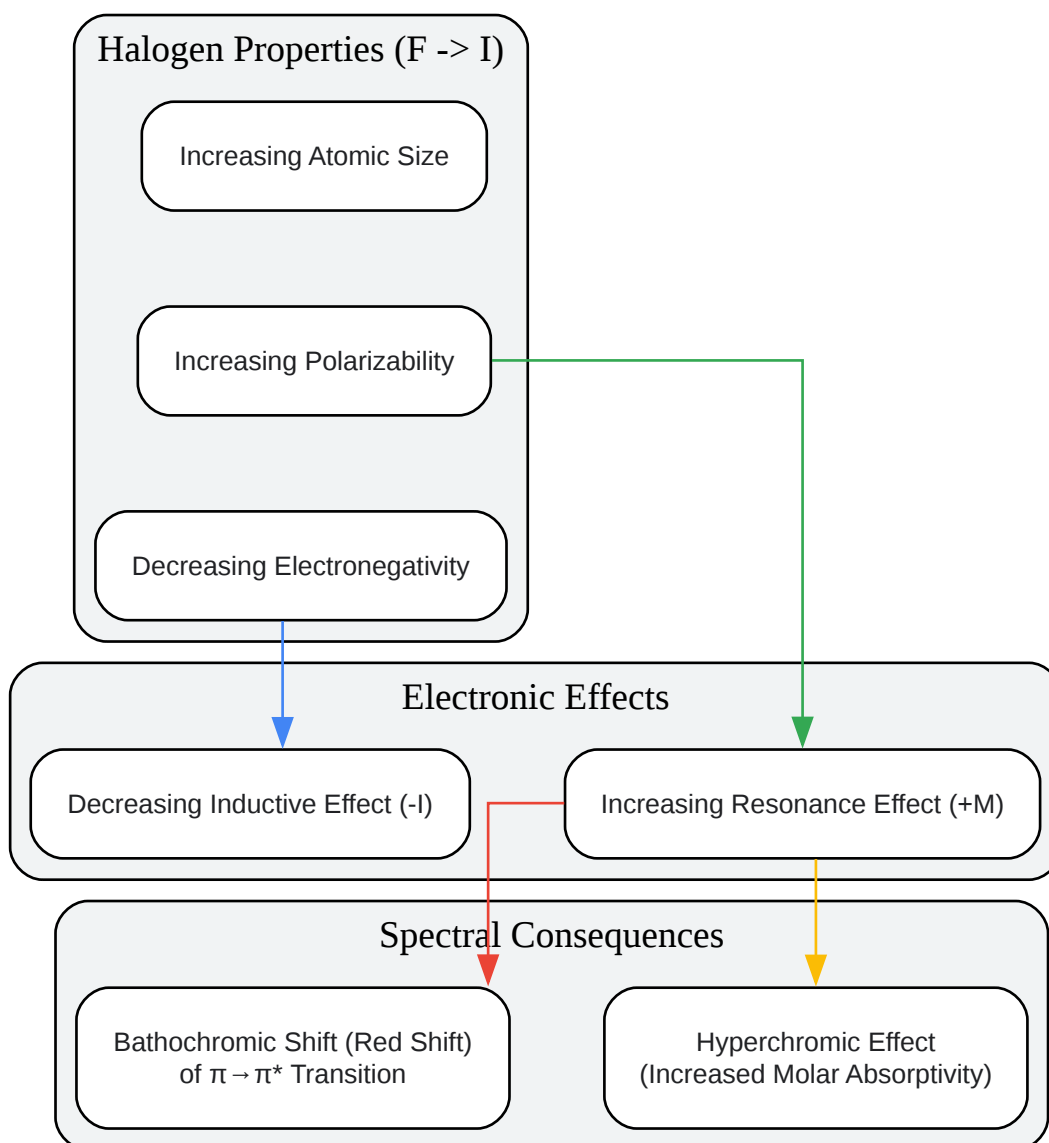 Halogen Properties (F -> I)
Increasing Atomic Size
Increasing Polarizability
Decreasing Electronegativity
Electronic Effects
Decreasing Inductive Effect (-I)
Increasing Resonance Effect (+M)
Spectral Consequences
Bathochromic Shift (Red Shift)
of π→π* Transition
Hyperchromic Effect
(Increased Molar Absorptivity)